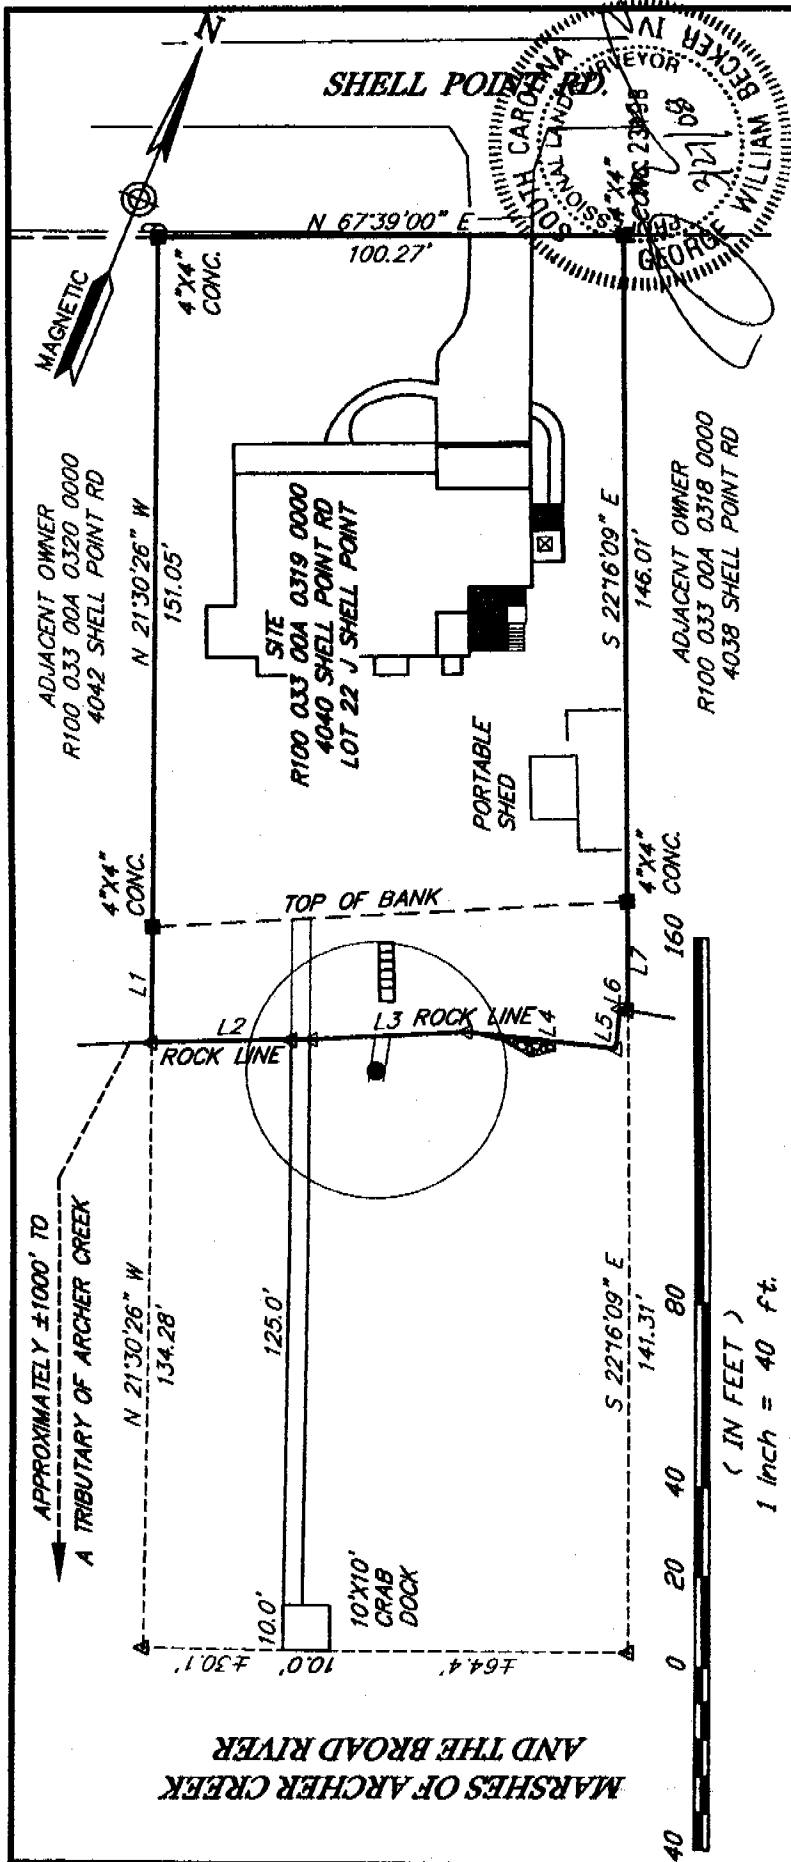 N
MAGNETIC
SHELL POINT RD.
SOUTH CAROLINA
GEORGE WILLIAM BECKER IV
N 67°39'00" E
100.27'
4"X4"
CONC.
4"X4"
CONC.
ADJACENT OWNER
R100 033 00A 0320 0000
4042 SHELL POINT RD
N 21°30'26" W
151.05'
SITE
R100 033 00A 0319 0000
4040 SHELL POINT RD
LOT 22 J SHELL POINT
S 22°16'09" E
146.01'
ADJACENT OWNER
R100 033 00A 0318 0000
4038 SHELL POINT RD
PORTABLE
SHED
4"X4"
CONC.
TOP OF BANK
4"X4"
CONC.
L1
L2
ROCK LINE
L3 ROCK LINE
L4
L5
L6
L7
APPROXIMATELY ±1000' TO
A TRIBUTARY OF ARCHER CREEK
N 21°30'26" W
134.28'
125.0'
S 22°16'09" E
141.31'
10.0'
10'X10'
CRAB
DOCK
±30.1'
10.0'
±64.4'
MARSHES OF ARCHER CREEK
AND THE BROAD RIVER
40 0 20 40 80 160
( IN FEET )
1 inch = 40 ft.